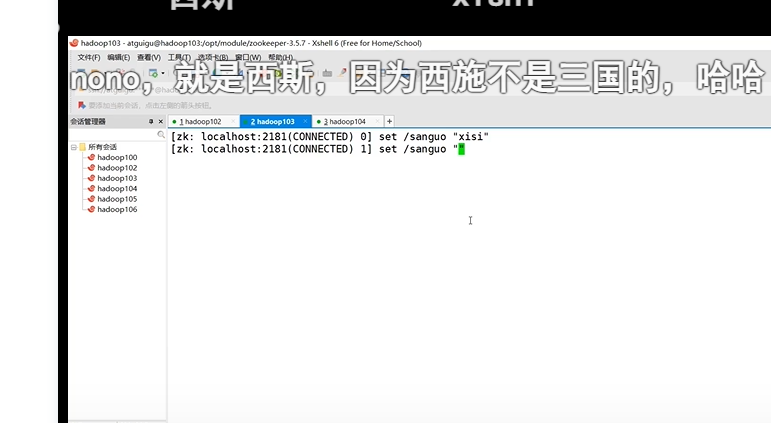 hadoop103 - atguigu@hadoop103:/opt/module/zookeeper-3.5.7 - Xshell 6 (Free for Home/School)
文件(F) 编辑(E) 查看(V) 工具(T) 选项卡(B) 窗口(W) 帮助(H)
nono，就是西斯，因为西施不是三国的，哈哈
要添加当前会话，点击左侧的箭头按钮。
会话管理器
1 hadoop102
2 hadoop103
3 hadoop104
所有会话
hadoop100
hadoop102
hadoop103
hadoop104
hadoop105
hadoop106
[zk: localhost:2181(CONNECTED) 0] set /sanguo "xisi"
[zk: localhost:2181(CONNECTED) 1] set /sanguo ""